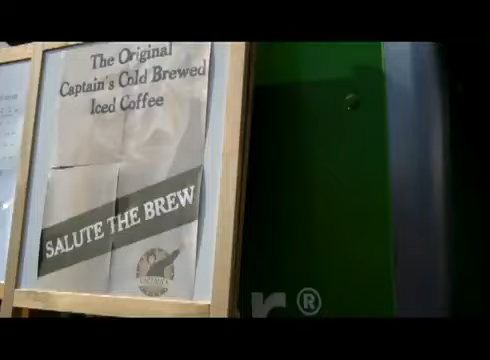 The Original
Captain's Cold Brewed
Iced Coffee
SALUTE THE BREW
®